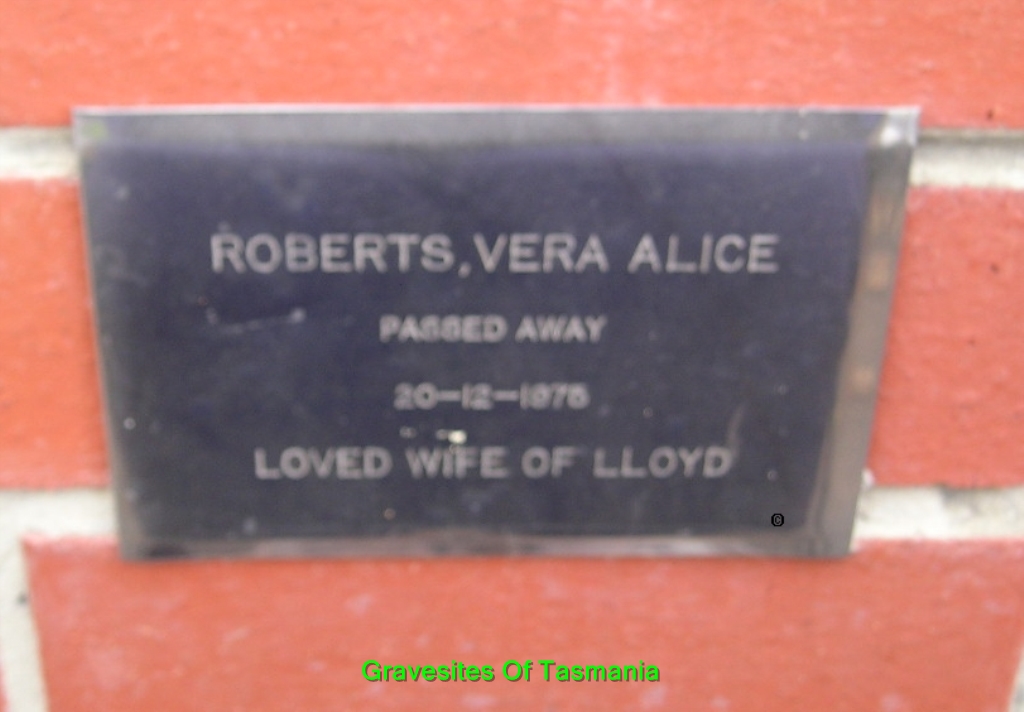 ROBERTS, VERA ALICE
PASSED AWAY
20-12-1975
LOVED WIFE OF LLOYD
©
Gravesites Of Tasmania